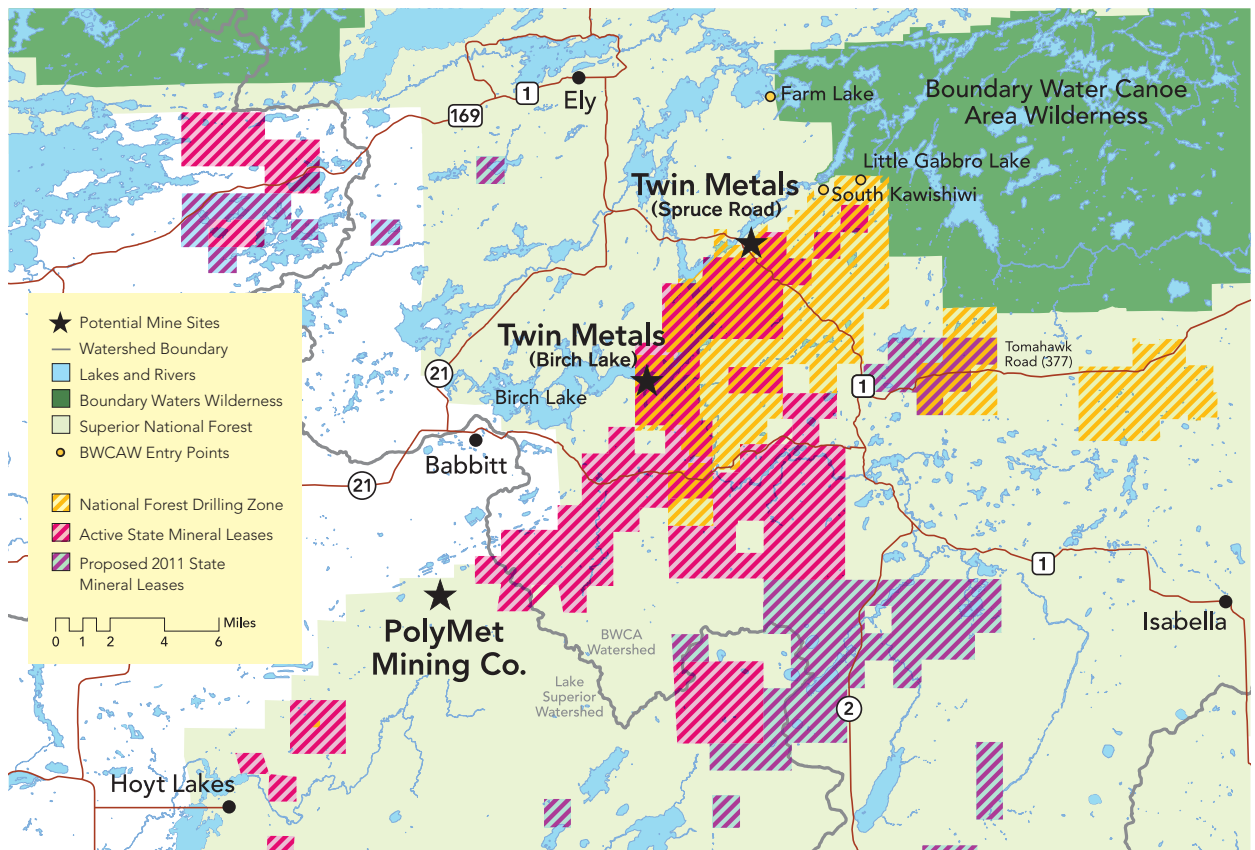 1
169
Ely
Farm Lake
Boundary Water Canoe
Area Wilderness
Little Gabbro Lake
South Kawishiwi
Twin Metals
(Spruce Road)
Twin Metals
(Birch Lake)
Birch Lake
21
Tomahawk
Road (377)
1
Babbitt
21
Potential Mine Sites
Watershed Boundary
Lakes and Rivers
Boundary Waters Wilderness
Superior National Forest
BWCAW Entry Points
National Forest Drilling Zone
Active State Mineral Leases
Proposed 2011 State
Mineral Leases
Miles
0 1 2 4 6
1
Isabella
PolyMet
Mining Co.
BWCA
Watershed
Lake
Superior
Watershed
2
Hoyt Lakes